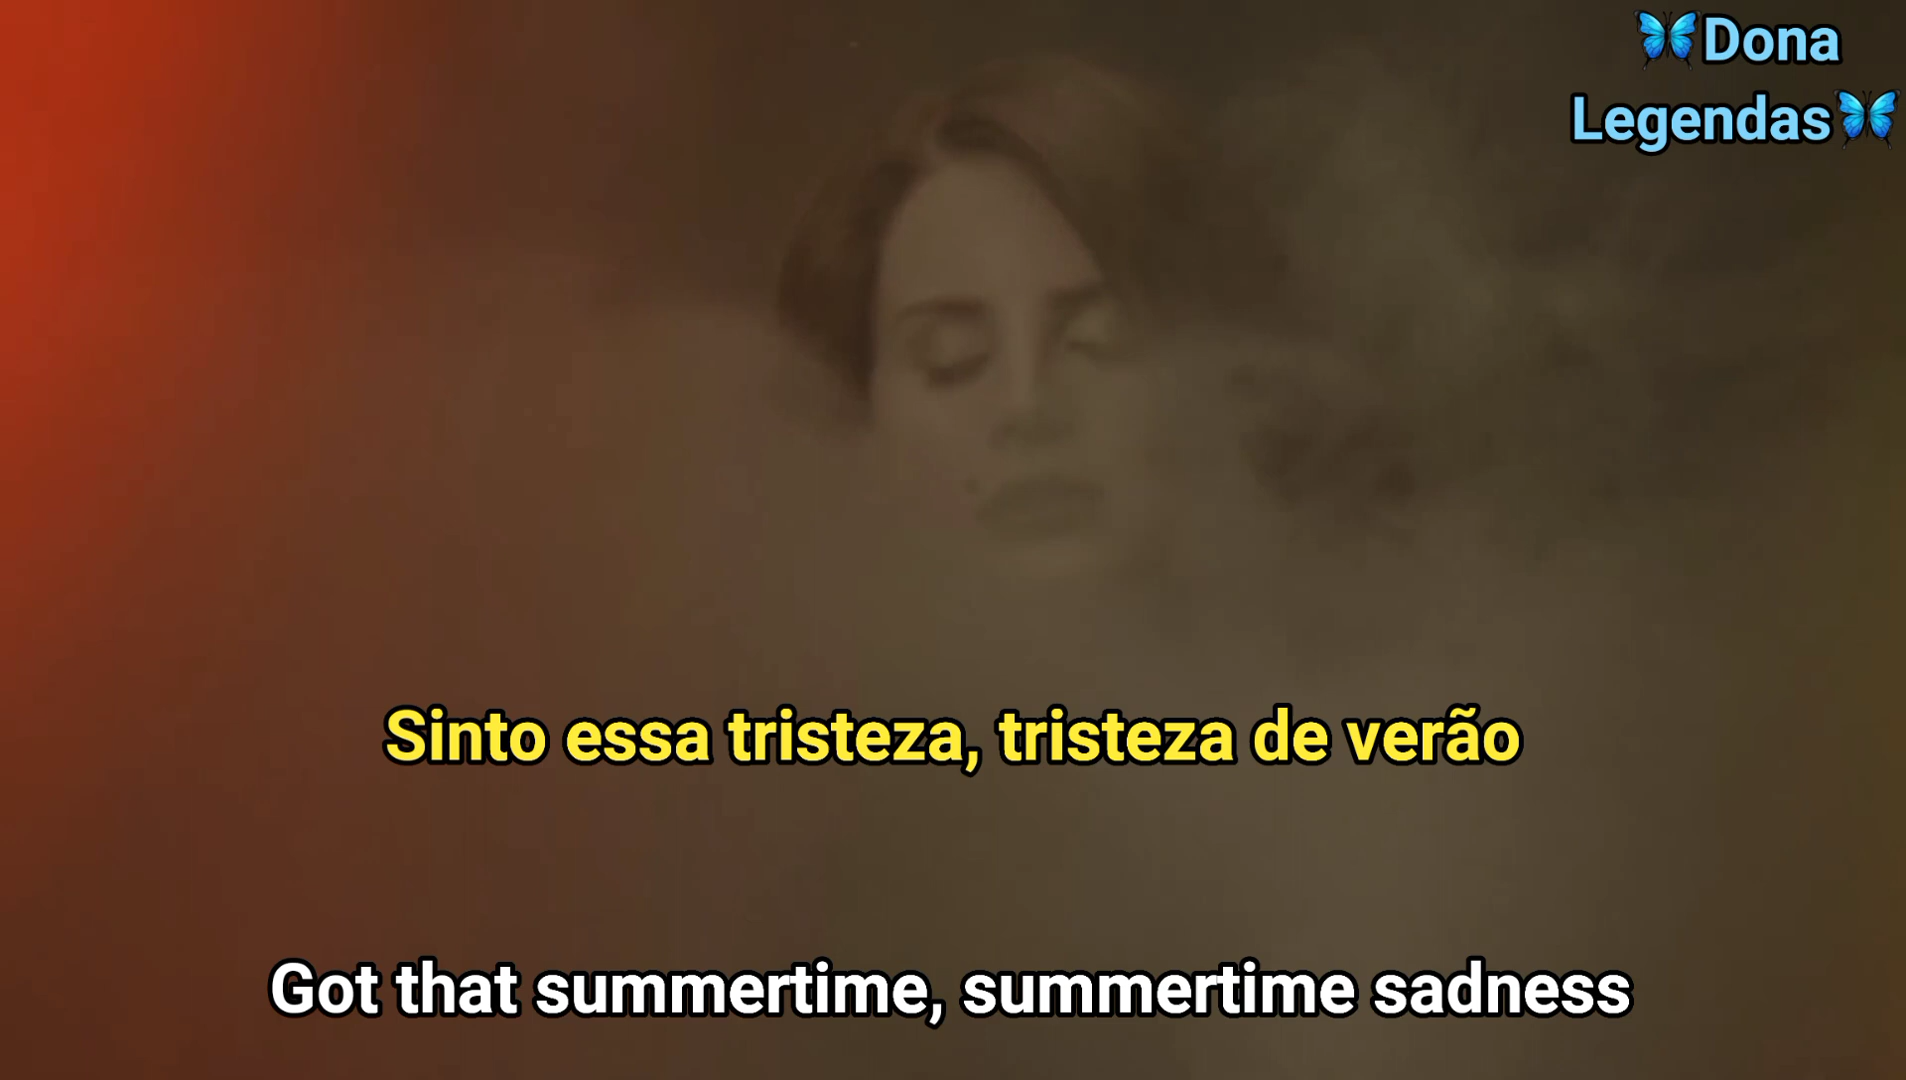 🦋Dona
Legendas🦋
Sinto essa tristeza, tristeza de verão
Got that summertime, summertime sadness